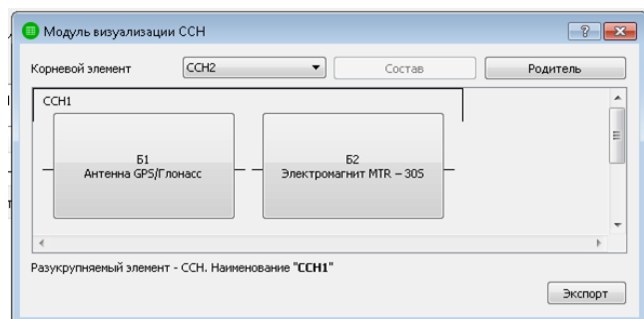 Модуль визуализации ССН
Корневой элемент
ССН2
Состав
Родитель
ССН1
Б1
Антенна GPS/Глонасс
Б2
Электромагнит MTR – 30S
Разукрупняемый элемент - ССН. Наименование "ССН1"
Экспорт